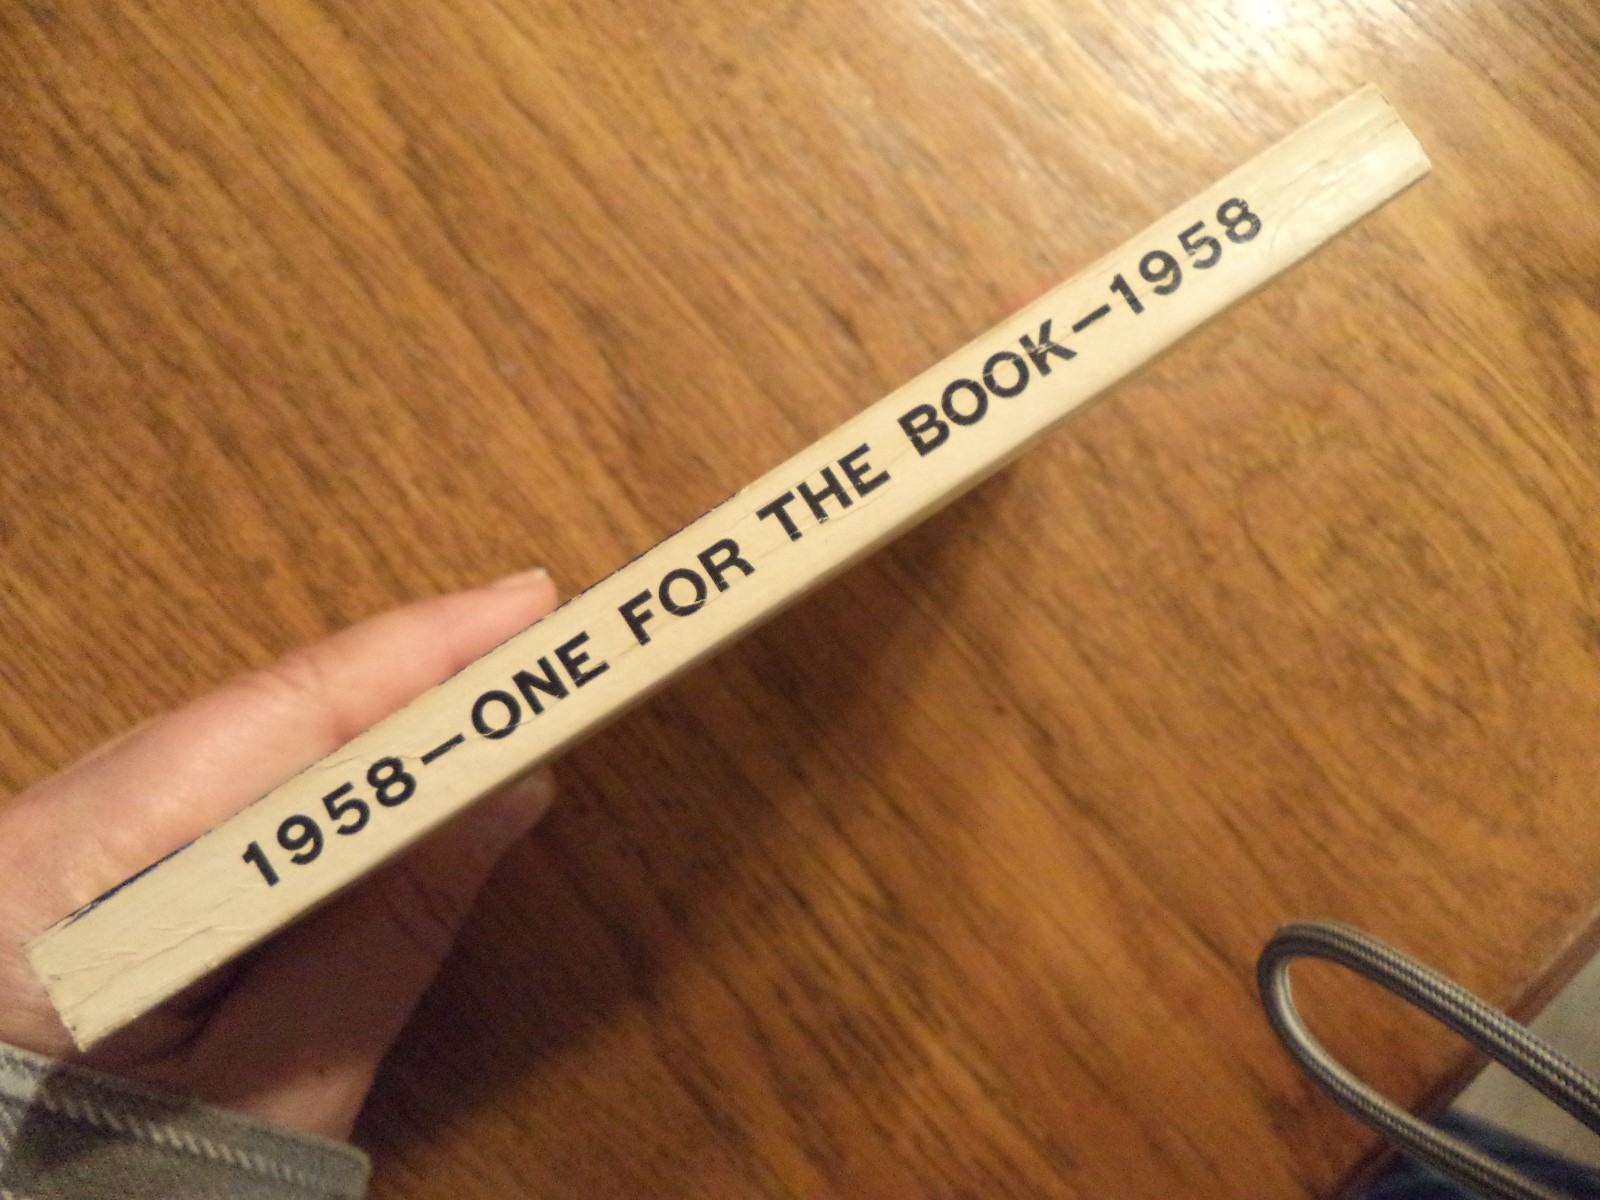 1958—ONE FOR THE BOOK—1958